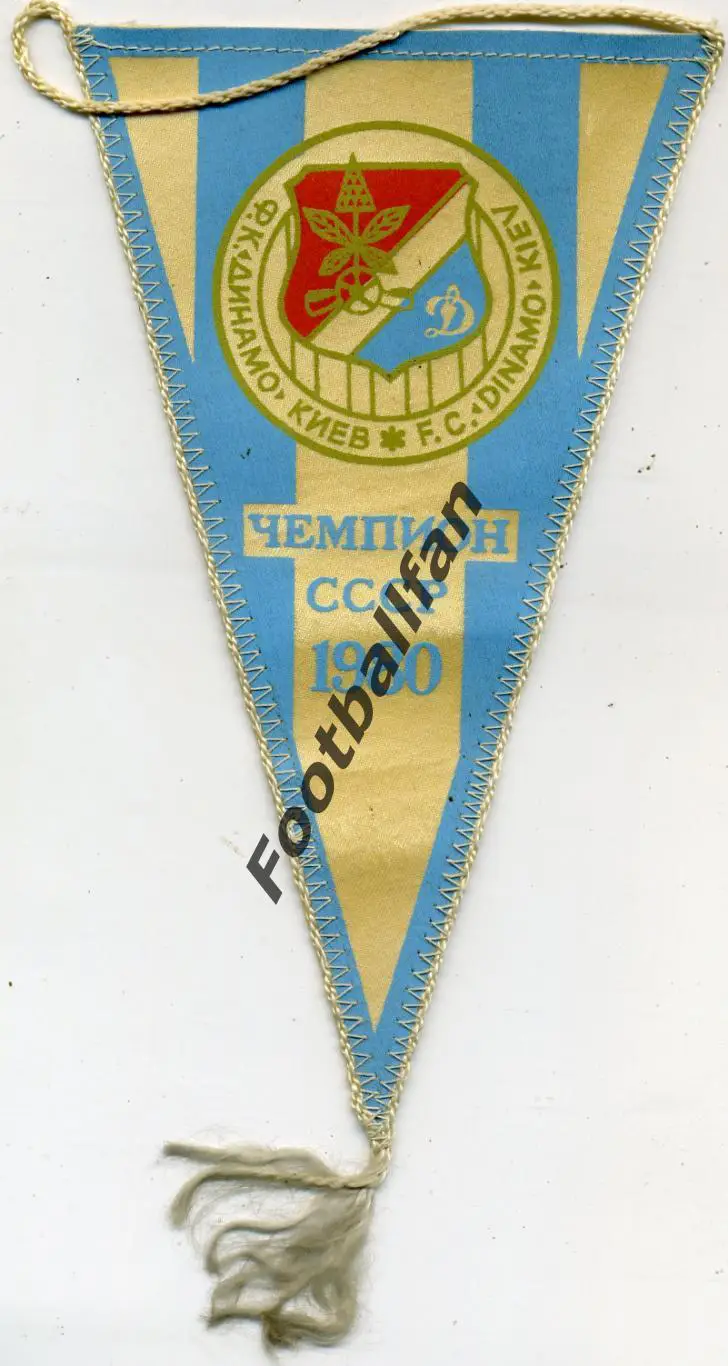 Ф.К. «ДИНАМО» КИЕВ * F.C. «DINAMO» KIEV
Д
ЧЕМПИОН
СССР
1980
Footballfan